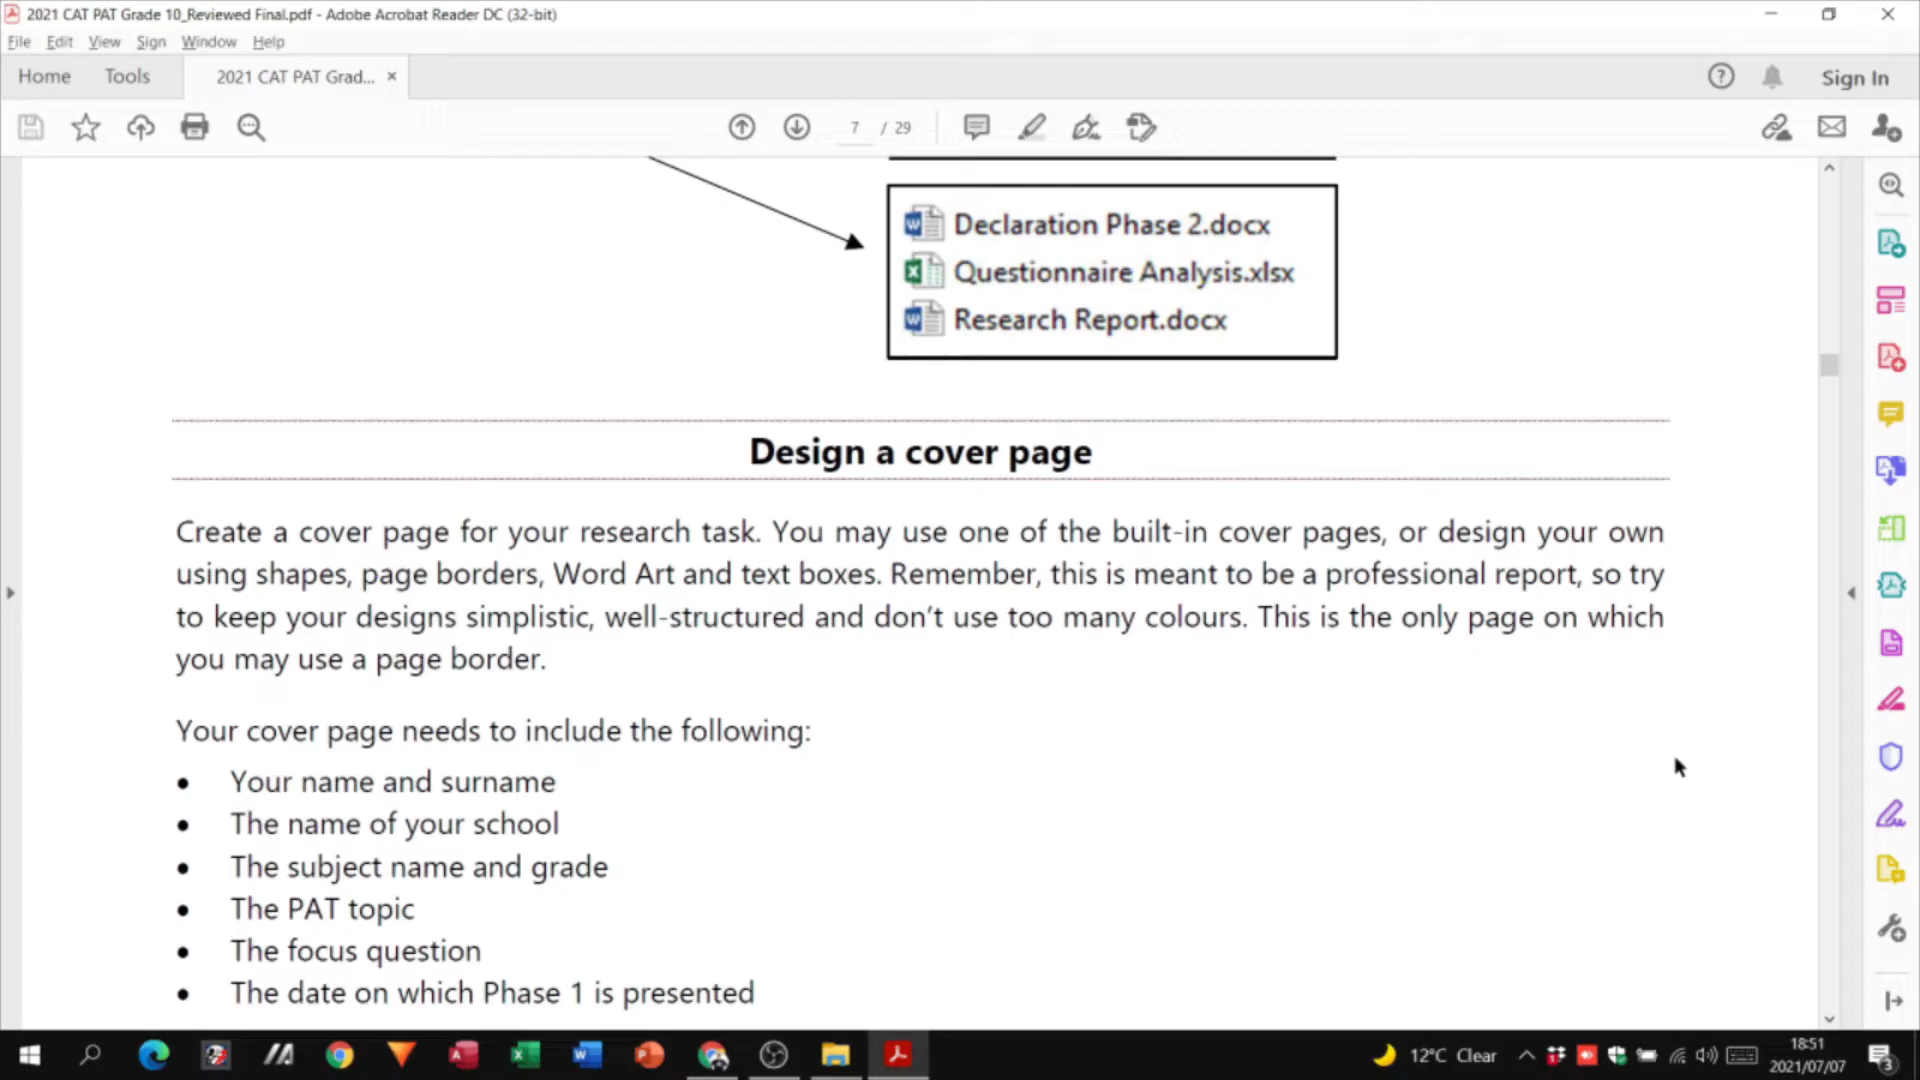 2021 CAT PAT Grade 10_Reviewed Final.pdf - Adobe Acrobat Reader DC (32-bit)
File Edit View Sign Window Help
Home Tools 2021 CAT PAT Grad... × Sign In
7 / 29
Declaration Phase 2.docx
Questionnaire Analysis.xlsx
Research Report.docx
Design a cover page
Create a cover page for your research task. You may use one of the built-in cover pages, or design your own
using shapes, page borders, Word Art and text boxes. Remember, this is meant to be a professional report, so try
to keep your designs simplistic, well-structured and don’t use too many colours. This is the only page on which
you may use a page border.
Your cover page needs to include the following:
• Your name and surname
• The name of your school
• The subject name and grade
• The PAT topic
• The focus question
• The date on which Phase 1 is presented
12°C Clear
18:51
2021/07/07
3